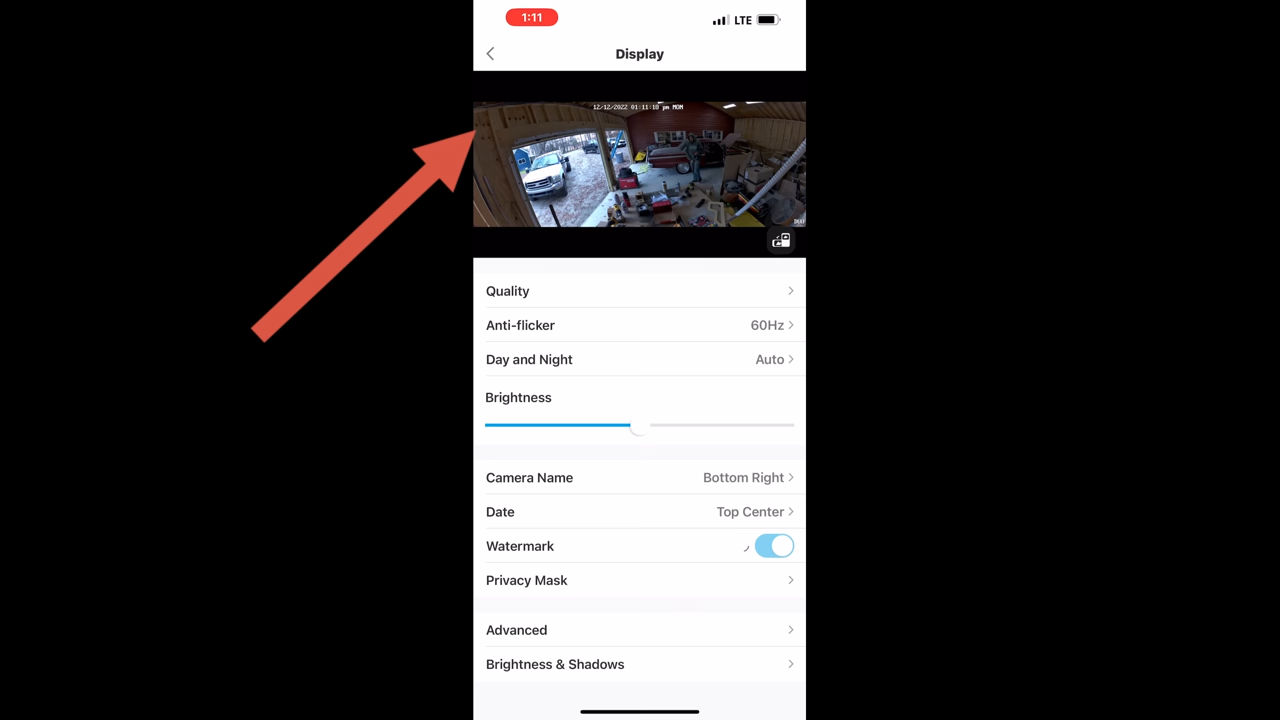 1:11
LTE
Display
12/12/2022 01:11:18 pm MON
Quality
Anti-flicker 60Hz
Day and Night Auto
Brightness
Camera Name Bottom Right
Date Top Center
Watermark
Privacy Mask
Advanced
Brightness & Shadows